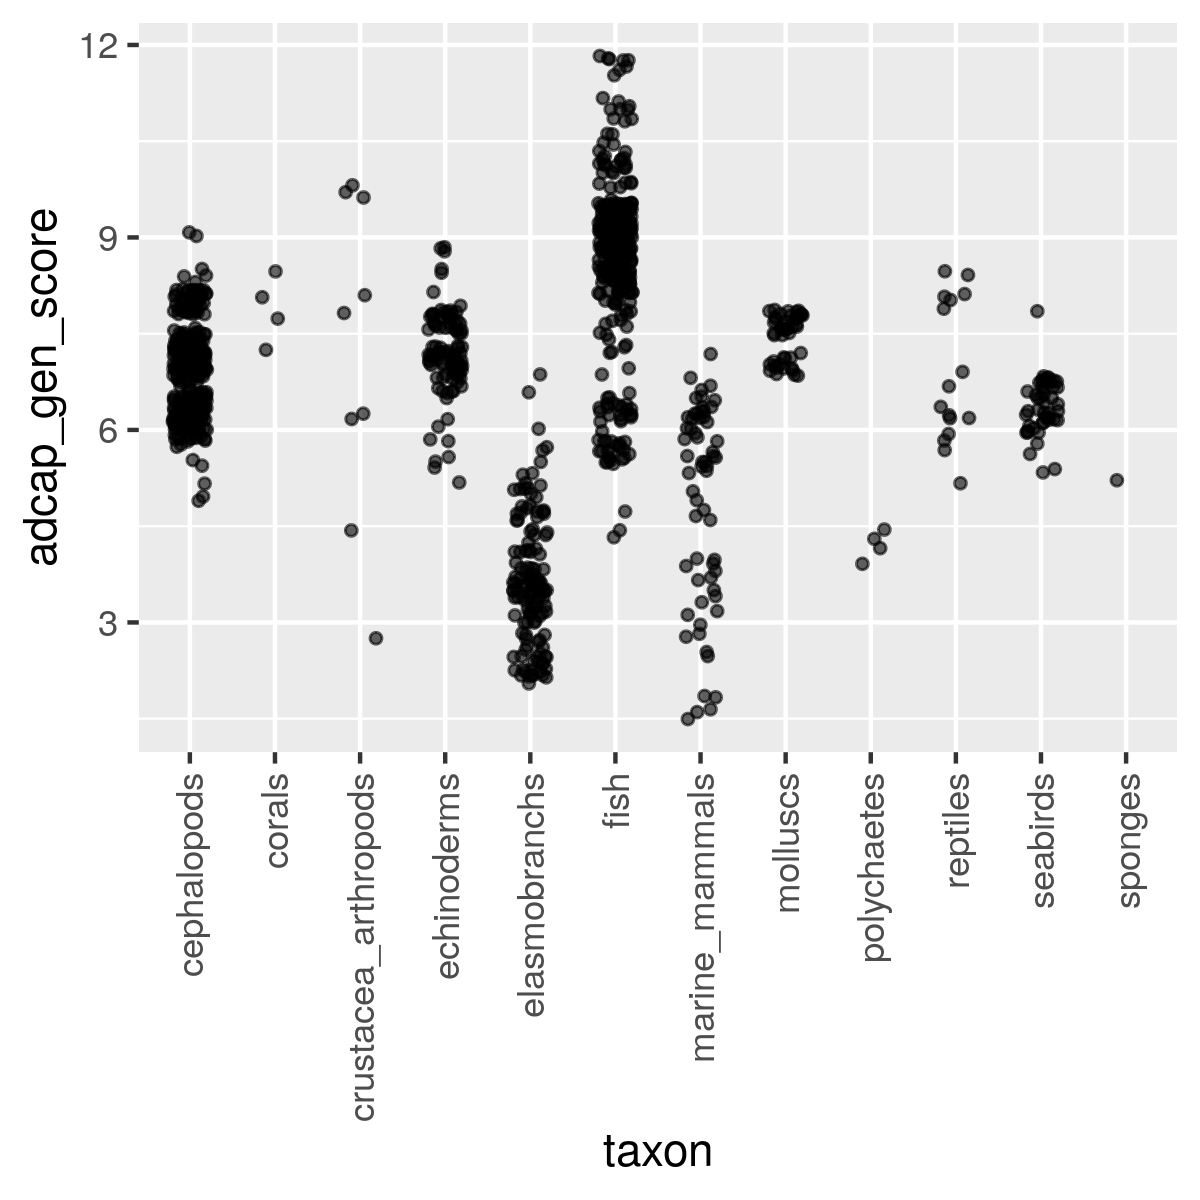 adcap_gen_score
12
9
6
3
cephalopods
corals
crustacea_arthropods
echinoderms
elasmobranchs
fish
marine_mammals
molluscs
polychaetes
reptiles
seabirds
sponges
taxon